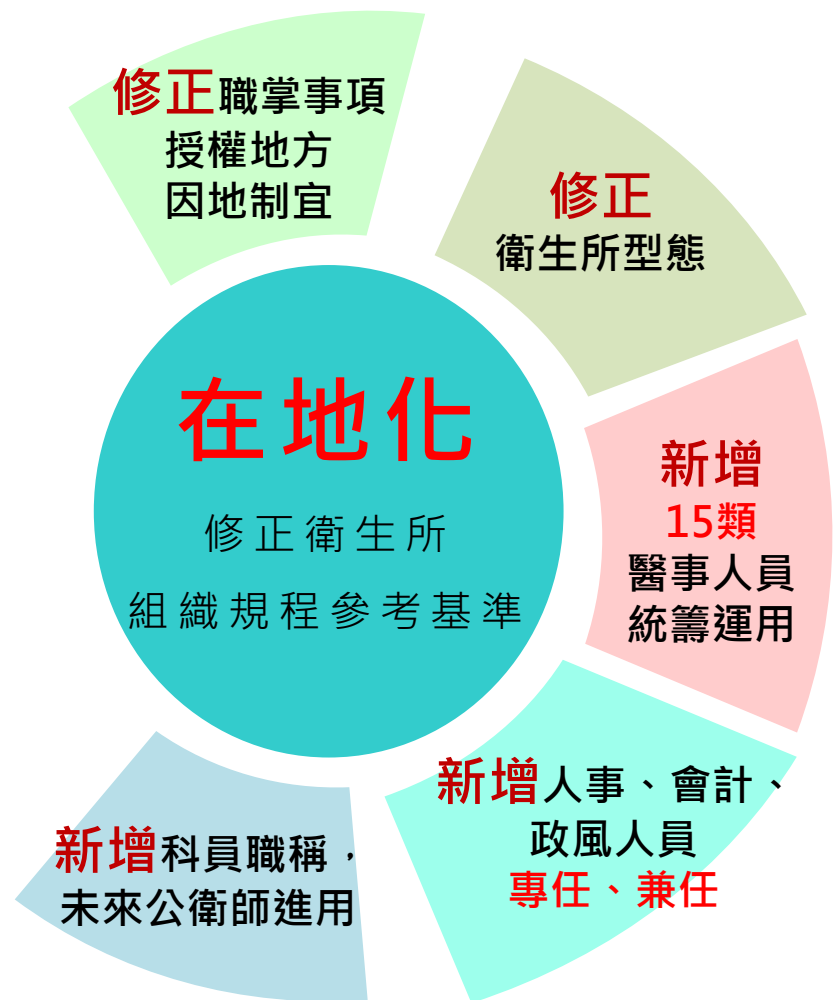 修正職掌事項
授權地方
因地制宜
修正
衛生所型態
在地化
修正衛生所
組織規程參考基準
新增
15類
醫事人員
統籌運用
新增人事、會計、
政風人員
專任、兼任
新增科員職稱，
未來公衛師進用